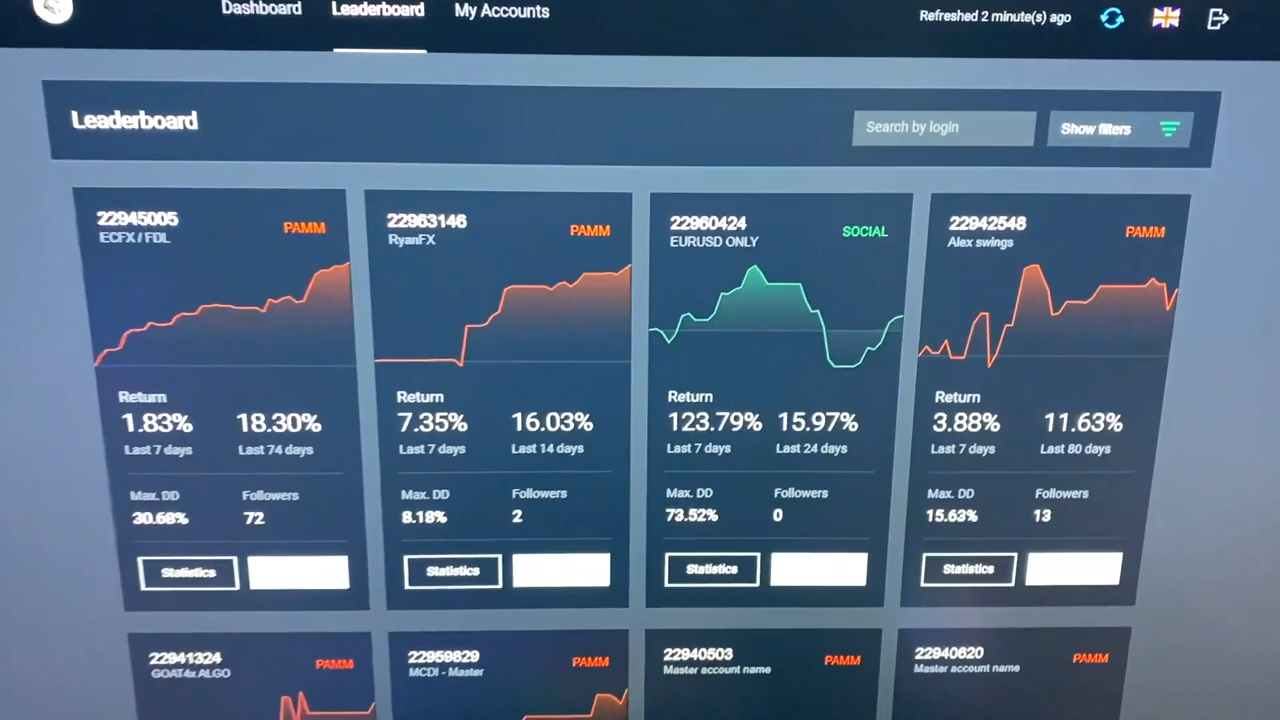 Dashboard
Leaderboard
My Accounts
Refreshed 2 minute(s) ago
Leaderboard
Search by login
Show filters
22945005
ECFX / FDL
PAMM
Return
1.83%
18.30%
Last 7 days
Last 74 days
Max. DD
Followers
30.68%
72
Statistics
22963146
RyanFX
PAMM
Return
7.35%
16.03%
Last 7 days
Last 14 days
Max. DD
Followers
8.18%
2
Statistics
22960424
EURUSD ONLY
SOCIAL
Return
123.79%
15.97%
Last 7 days
Last 24 days
Max. DD
Followers
73.52%
0
Statistics
22942548
Alex swings
PAMM
Return
3.88%
11.63%
Last 7 days
Last 80 days
Max. DD
Followers
15.63%
13
Statistics
22941324
GOAT4x ALGO
PAMM
22959829
MCDI - Master
PAMM
22940503
Master account name
PAMM
22940620
Master account name
PAMM